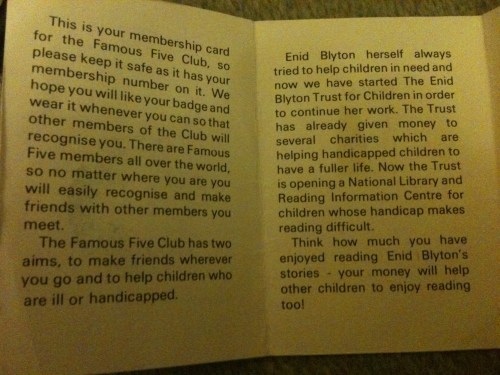 This is your membership card
for the Famous Five Club, so
please keep it safe as it has your
membership number on it. We
hope you will like your badge and
wear it whenever you can so that
other members of the Club will
recognise you. There are Famous
Five members all over the world,
so no matter where you are you
will easily recognise and make
friends with other members you
meet.
The Famous Five Club has two
aims, to make friends wherever
you go and to help children who
are ill or handicapped.
Enid Blyton herself always
tried to help children in need and
now we have started The Enid
Blyton Trust for Children in order
to continue her work. The Trust
has already given money to
several charities which are
helping handicapped children to
have a fuller life. Now the Trust
is opening a National Library and
Reading Information Centre for
children whose handicap makes
reading difficult.
Think how much you have
enjoyed reading Enid Blyton's
stories - your money will help
other children to enjoy reading
too!